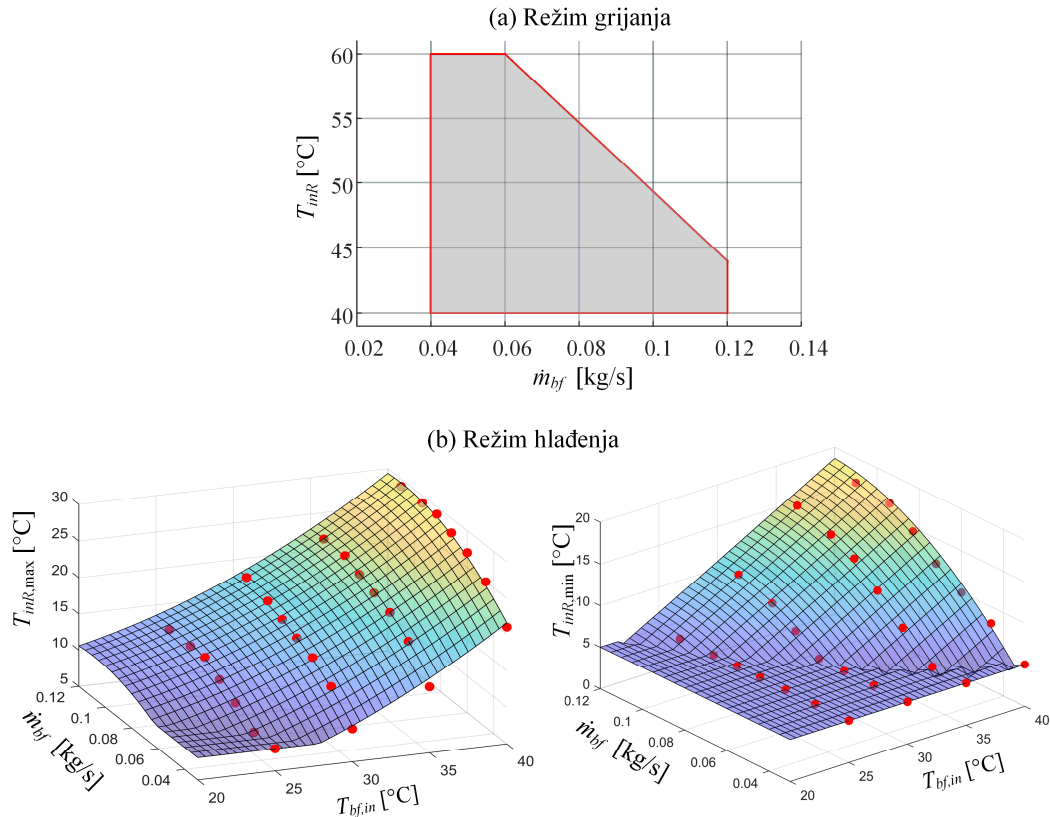 (a) Režim grijanja
60
55
50
45
40
T_inR [°C]
0.02 0.04 0.06 0.08 0.1 0.12 0.14
ṁ_bf [kg/s]
(b) Režim hlađenja
30
25
20
15
10
5
T_inR,max [°C]
0.12
0.1
0.08
0.06
0.04
ṁ_bf [kg/s]
20 25 30 35 40
T_bf,in [°C]
20
15
10
5
0
T_inR,min [°C]
0.12
0.1
0.08
0.06
0.04
ṁ_bf [kg/s]
20 25 30 35 40
T_bf,in [°C]